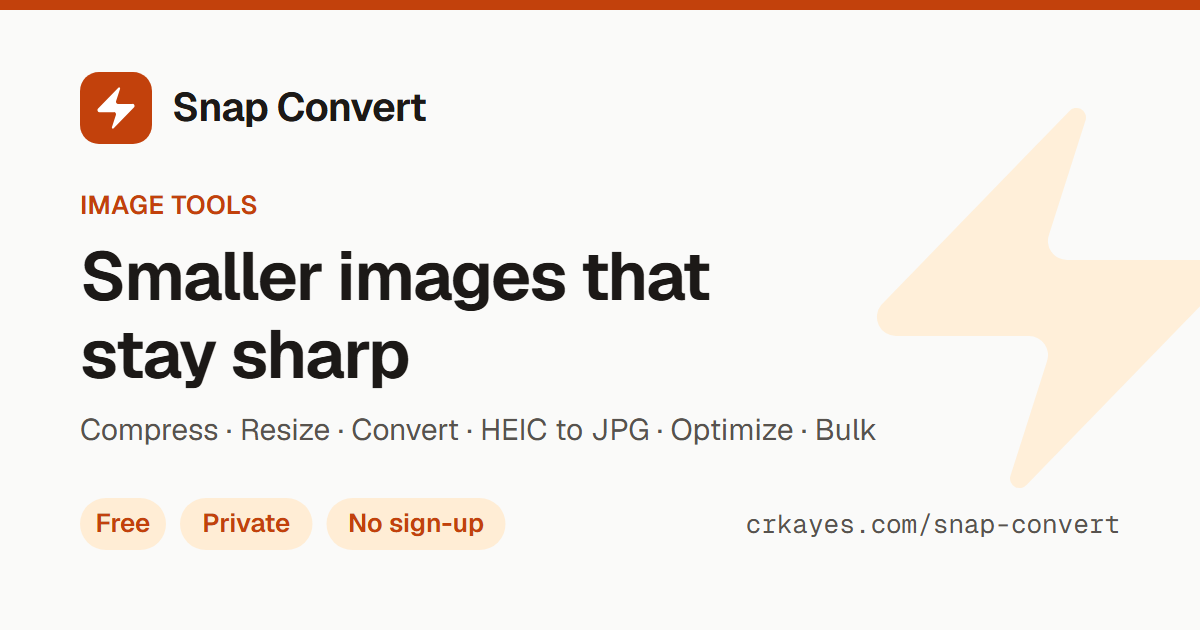 Snap Convert
IMAGE TOOLS
Smaller images that
stay sharp
Compress · Resize · Convert · HEIC to JPG · Optimize · Bulk
Free
Private
No sign-up
crkayes.com/snap-convert